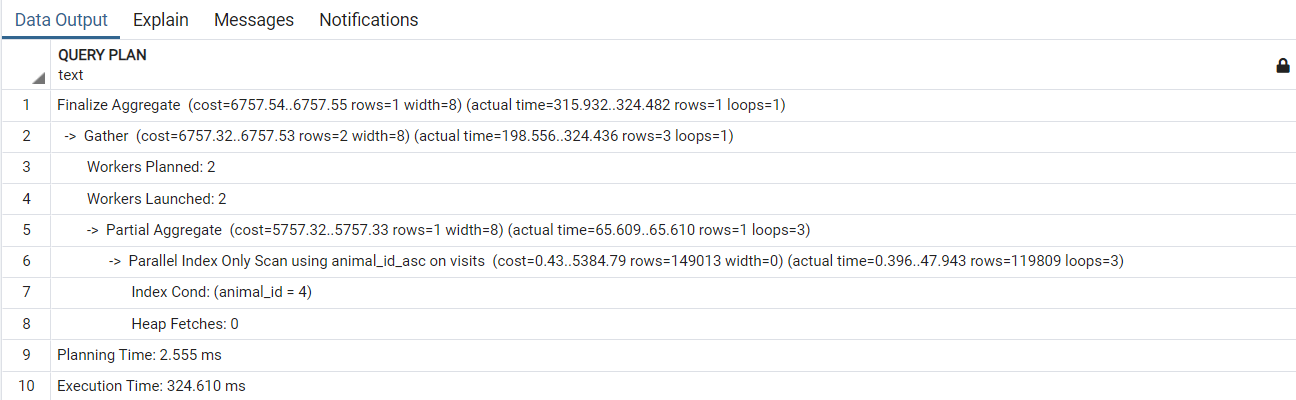 Data Output Explain Messages Notifications
QUERY PLAN
text
1 Finalize Aggregate (cost=6757.54..6757.55 rows=1 width=8) (actual time=315.932..324.482 rows=1 loops=1)
2 -> Gather (cost=6757.32..6757.53 rows=2 width=8) (actual time=198.556..324.436 rows=3 loops=1)
3 Workers Planned: 2
4 Workers Launched: 2
5 -> Partial Aggregate (cost=5757.32..5757.33 rows=1 width=8) (actual time=65.609..65.610 rows=1 loops=3)
6 -> Parallel Index Only Scan using animal_id_asc on visits (cost=0.43..5384.79 rows=149013 width=0) (actual time=0.396..47.943 rows=119809 loops=3)
7 Index Cond: (animal_id = 4)
8 Heap Fetches: 0
9 Planning Time: 2.555 ms
10 Execution Time: 324.610 ms